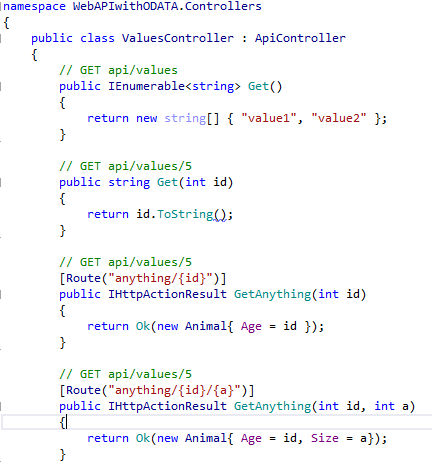 namespace WebAPIwithODATA.Controllers
{
    public class ValuesController : ApiController
    {
        // GET api/values
        public IEnumerable<string> Get()
        {
            return new string[] { "value1", "value2" };
        }

        // GET api/values/5
        public string Get(int id)
        {
            return id.ToString();
        }

        // GET api/values/5
        [Route("anything/{id}")]
        public IHttpActionResult GetAnything(int id)
        {
            return Ok(new Animal{ Age = id });
        }

        // GET api/values/5
        [Route("anything/{id}/{a}")]
        public IHttpActionResult GetAnything(int id, int a)
        {
            return Ok(new Animal{ Age = id, Size = a});
        }